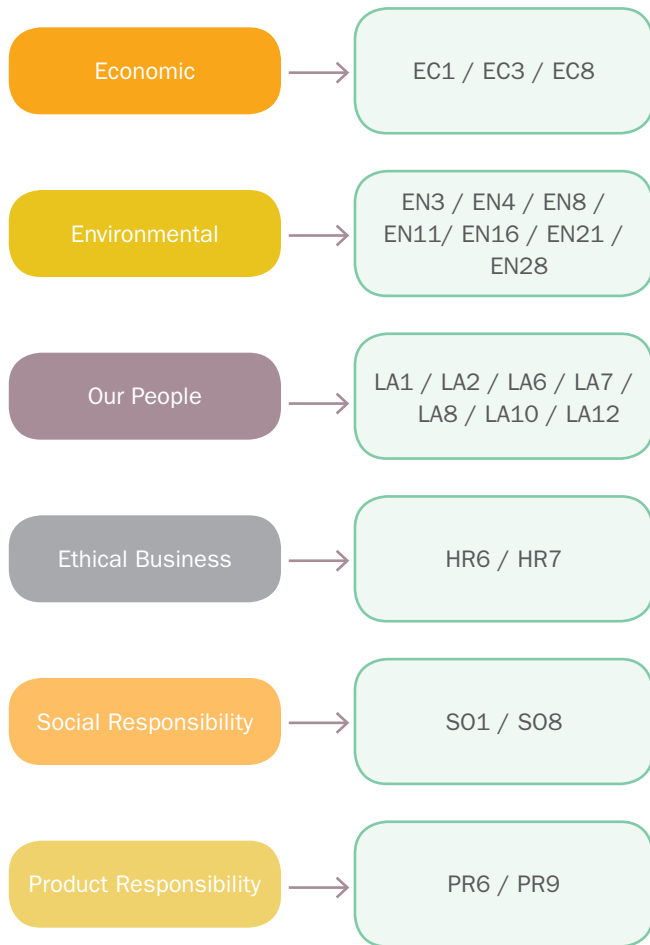 Economic
EC1 / EC3 / EC8
Environmental
EN3 / EN4 / EN8 /
EN11/ EN16 / EN21 /
EN28
Our People
LA1 / LA2 / LA6 / LA7 /
LA8 / LA10 / LA12
Ethical Business
HR6 / HR7
Social Responsibility
SO1 / SO8
Product Responsibility
PR6 / PR9